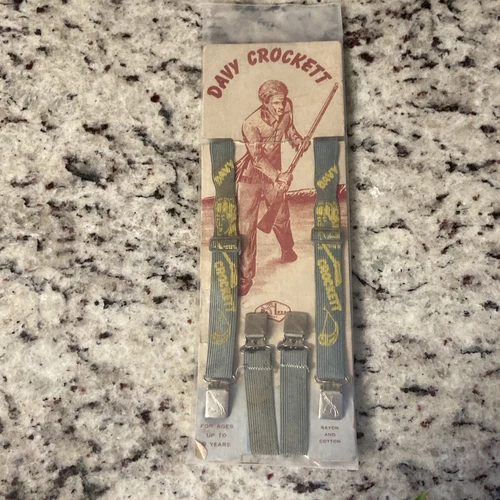 DAVY CROCKETT
DAVY
CROCKETT
DAVY
CROCKETT
FOR AGES
UP TO
YEARS
RAYON
AND
COTTON